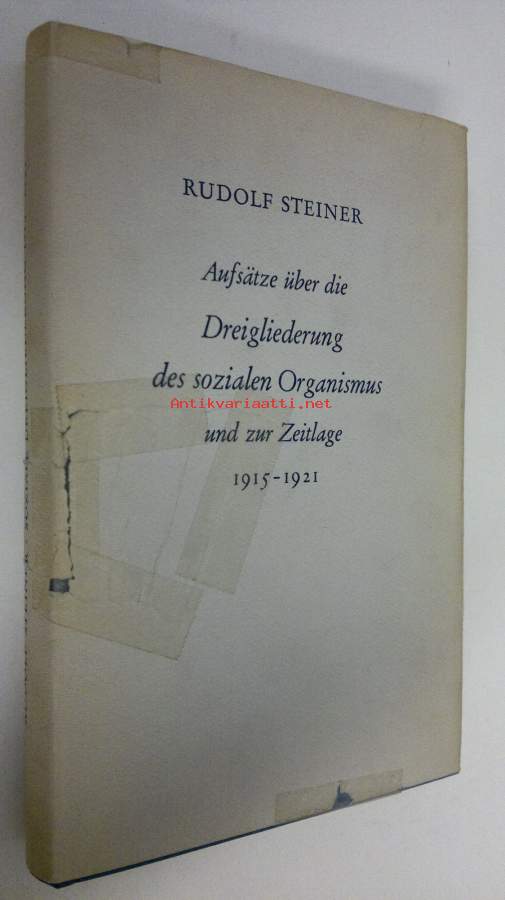 RUDOLF STEINER
Aufsätze über die
Dreigliederung
des sozialen Organismus
Antikvariaatti.net
und zur Zeitlage
1915-1921